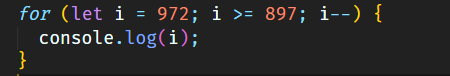 for (let i = 972; i >= 897; i--) {
  console.log(i);
}